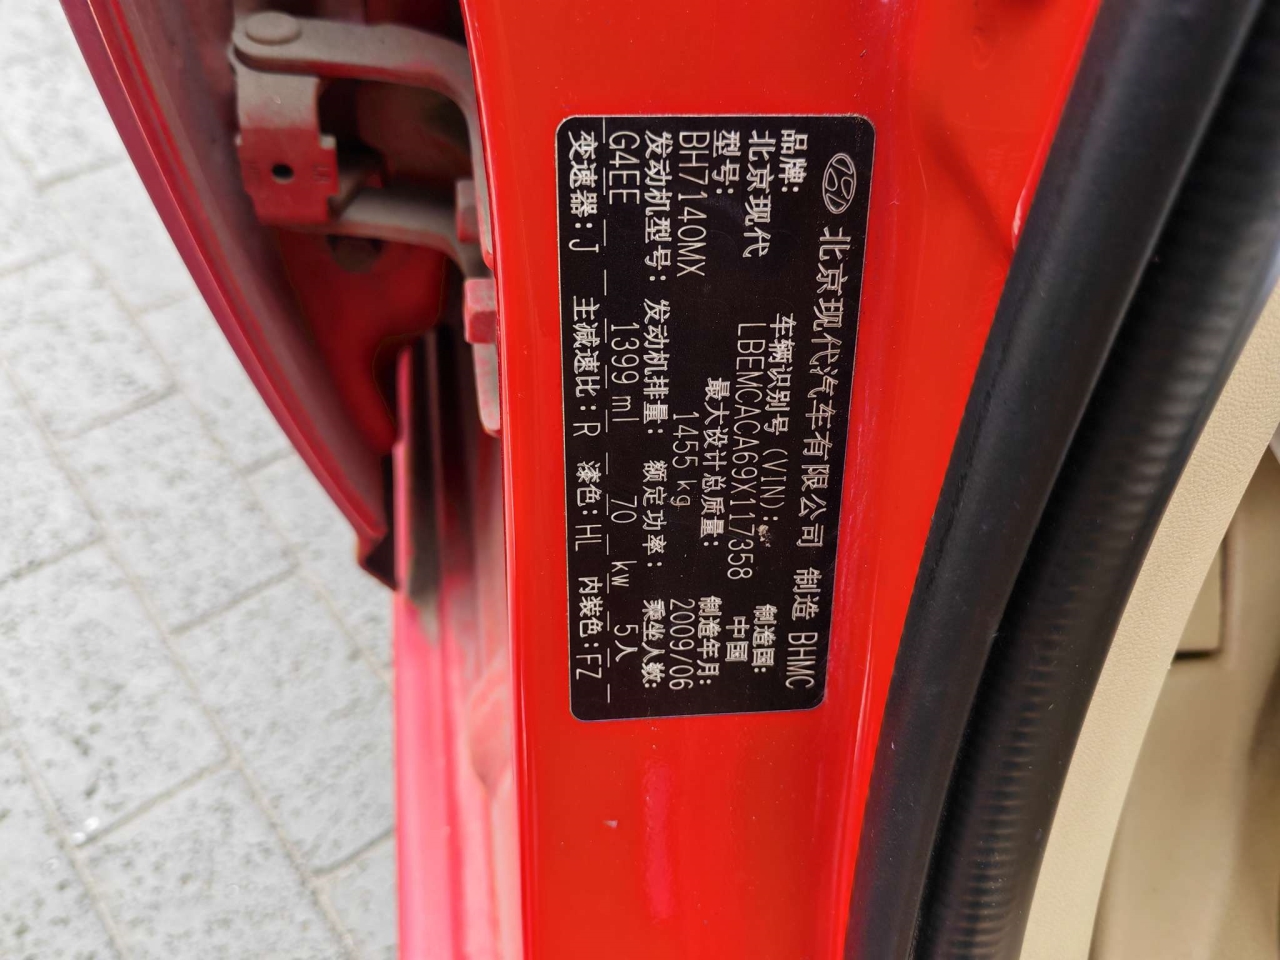 北京现代汽车有限公司 制造 BHMC
品牌: 车辆识别号 (VIN): 制造国:
北京现代 LBEMCACA69X117358 中国
型号: 最大设计总质量: 制造年月:
BH7140MX 1455 kg 2009/06
发动机型号: 发动机排量: 额定功率: 乘坐人数:
G4EE 1399 ml 70 kw 5人
变速器: J 主减速比: R 漆色: HL 内装色: FZ